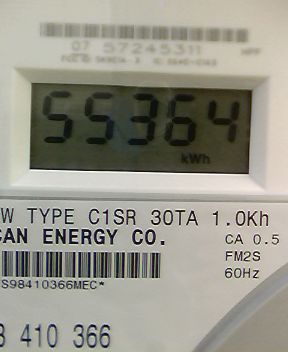 07 57245311
55364
kWh
W TYPE C1SR 30TA 1.0Kh
CAN ENERGY CO. CA 0.5
FM2S
S98410366MEC* 60Hz
8 410 366